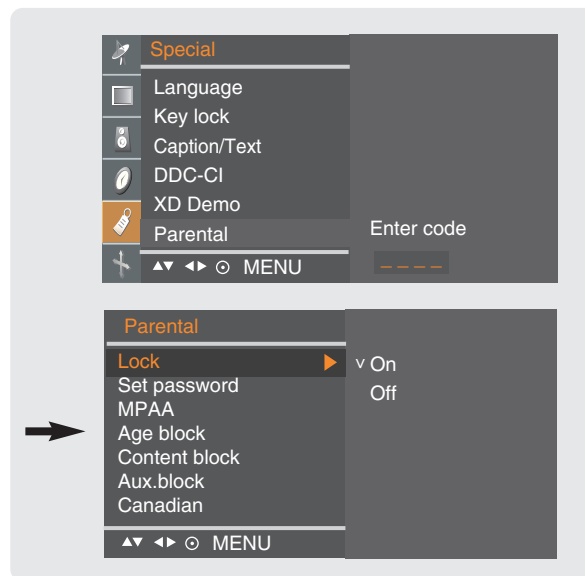 Special
Language
Key lock
Caption/Text
DDC-CI
XD Demo
Parental
Enter code
_ _ _ _
▲▼ ◀▶ ⊙ MENU
Parental
Lock ▶
Set password
MPAA
Age block
Content block
Aux.block
Canadian
v On
Off
▲▼ ◀▶ ⊙ MENU